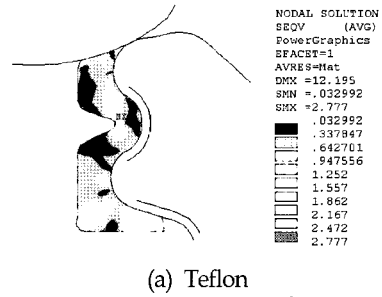 NODAL SOLUTION
SEQV (AVG)
PowerGraphics
EFACET=1
AVRES=Mat
DMX =12.195
SMN =.032992
SMX =2.777
.032992
.337847
.642701
.947556
1.252
1.557
1.862
2.167
2.472
2.777
(a) Teflon